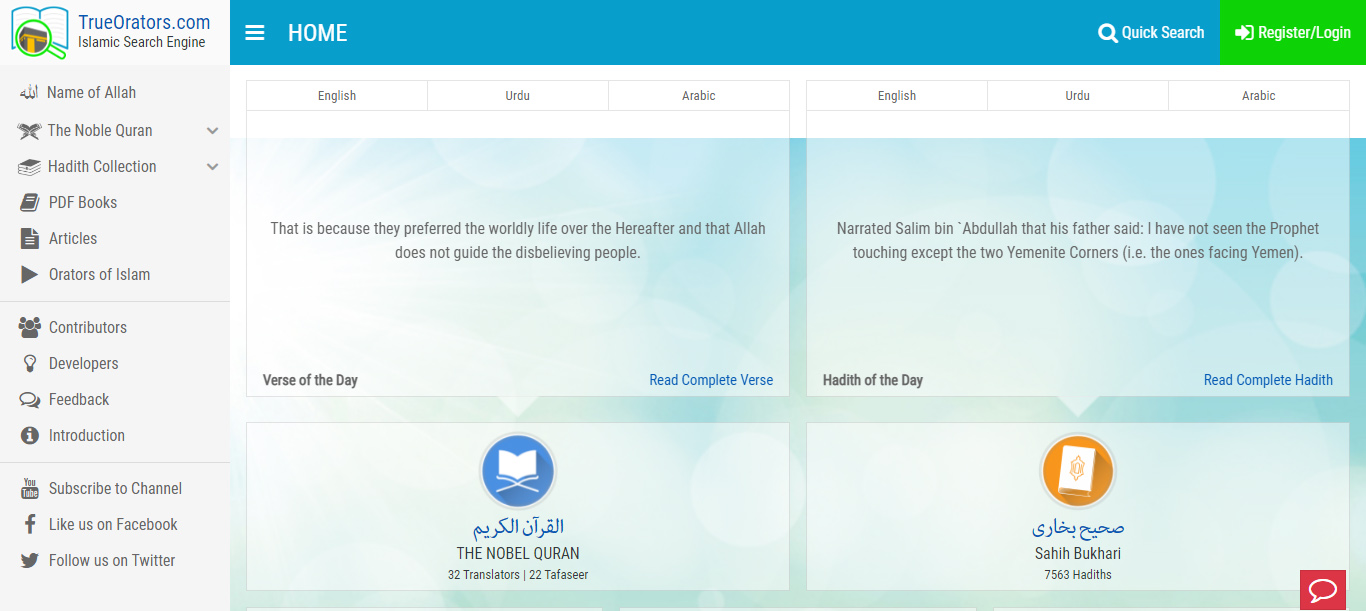 TrueOrators.com
Islamic Search Engine
HOME
Quick Search
Register/Login
الله
Name of Allah
The Noble Quran
Hadith Collection
PDF Books
Articles
Orators of Islam
Contributors
Developers
Feedback
Introduction
You
Tube
Subscribe to Channel
Like us on Facebook
Follow us on Twitter
English
Urdu
Arabic
That is because they preferred the worldly life over the Hereafter and that Allah
does not guide the disbelieving people.
Verse of the Day
Read Complete Verse
English
Urdu
Arabic
Narrated Salim bin `Abdullah that his father said: I have not seen the Prophet
touching except the two Yemenite Corners (i.e. the ones facing Yemen).
Hadith of the Day
Read Complete Hadith
القرآن الكريم
THE NOBEL QURAN
32 Translators | 22 Tafaseer
صحیح بخاری
Sahih Bukhari
7563 Hadiths